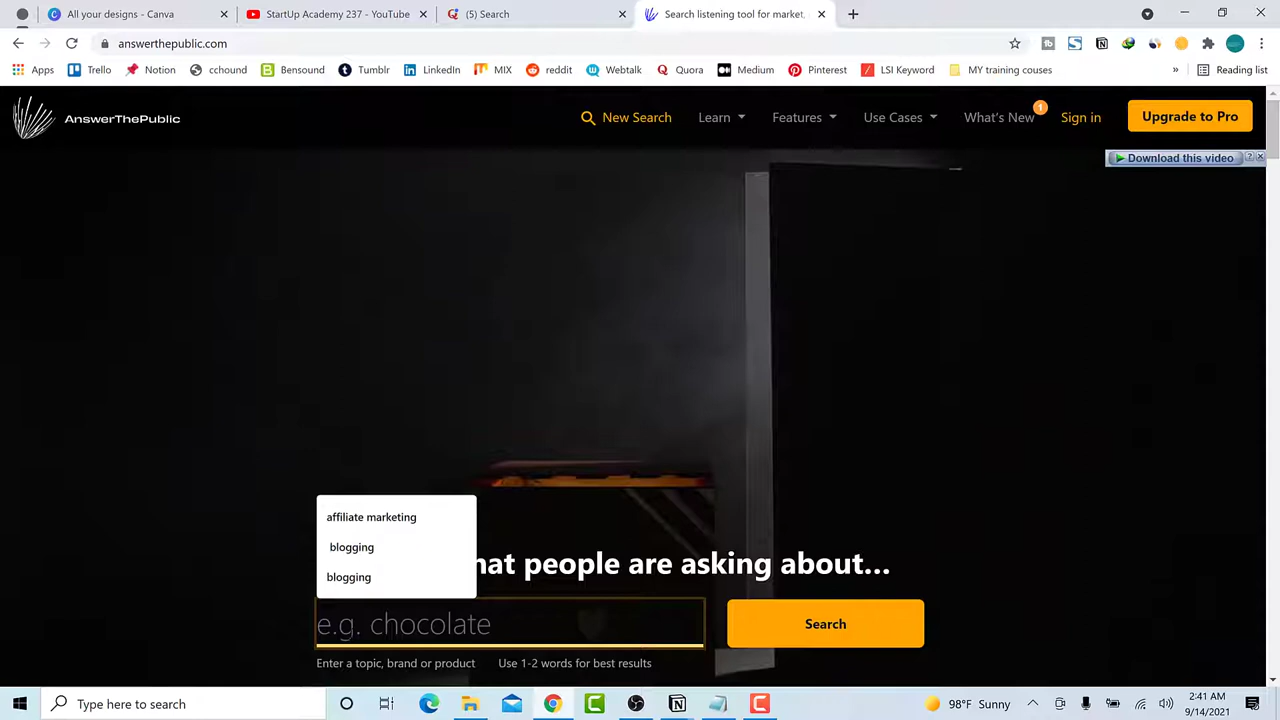 All your designs - Canva
StartUp Academy 237 - YouTube
(5) Search
Search listening tool for market,
answerthepublic.com
Apps
Trello
Notion
cchound
Bensound
Tumblr
LinkedIn
MIX
reddit
Webtalk
Quora
Medium
Pinterest
LSI Keyword
MY training couses
»
Reading list
AnswerThePublic
New Search
Learn
Features
Use Cases
What's New
1
Sign in
Upgrade to Pro
Download this video
affiliate marketing
blogging
blogging
hat people are asking about...
e.g. chocolate
Search
Enter a topic, brand or product
Use 1-2 words for best results
Type here to search
98°F Sunny
2:41 AM
9/14/2021